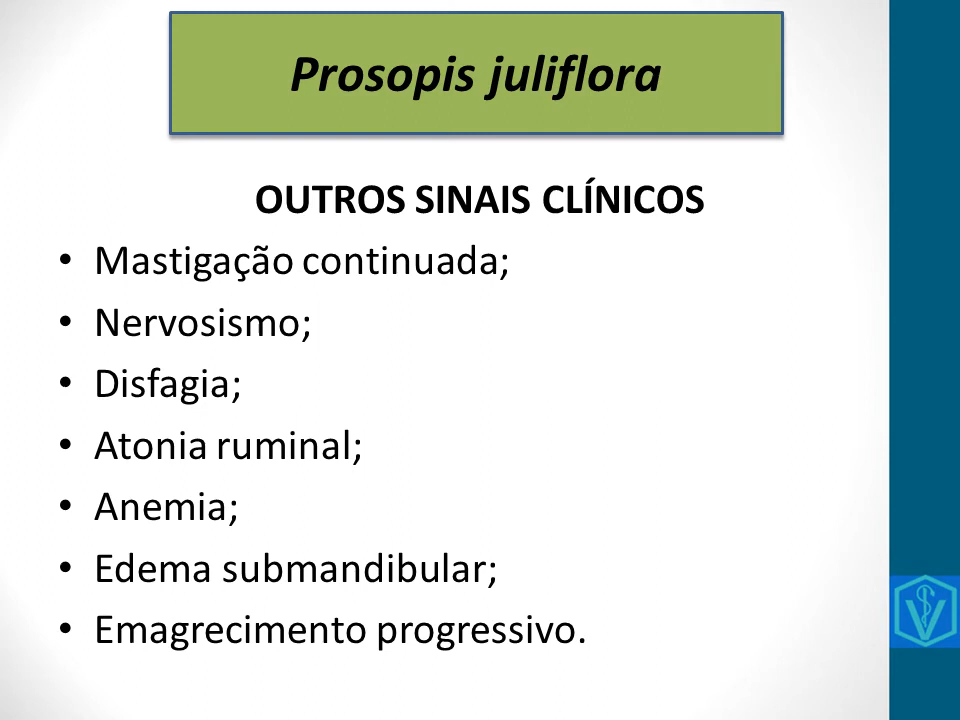 Prosopis juliflora
OUTROS SINAIS CLÍNICOS
• Mastigação continuada;
• Nervosismo;
• Disfagia;
• Atonia ruminal;
• Anemia;
• Edema submandibular;
• Emagrecimento progressivo.